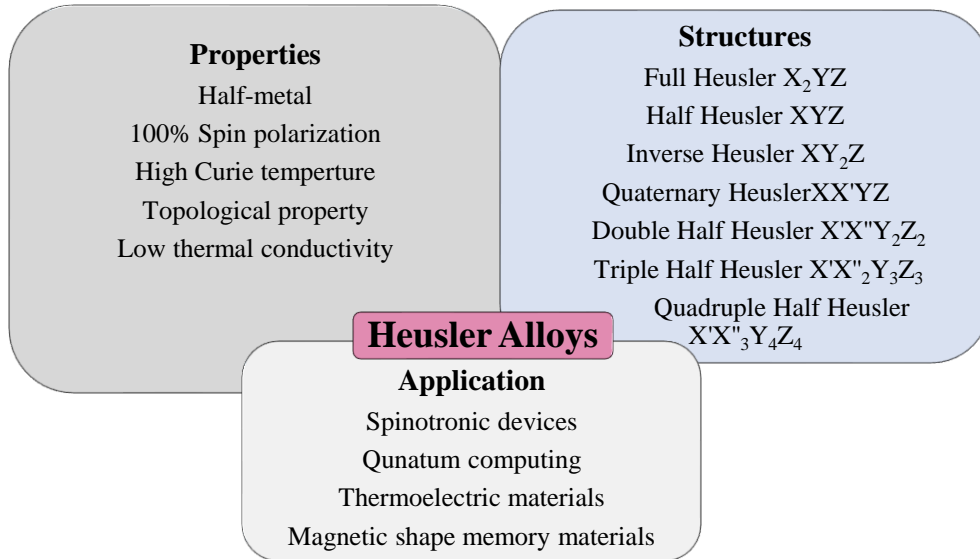 Properties
Half-metal
100% Spin polarization
High Curie temperture
Topological property
Low thermal conductivity
Structures
Full Heusler X₂YZ
Half Heusler XYZ
Inverse Heusler XY₂Z
Quaternary HeuslerXX'YZ
Double Half Heusler X'X"Y₂Z₂
Triple Half Heusler X'X"₂Y₃Z₃
Quadruple Half Heusler
X'X"₃Y₄Z₄
Heusler Alloys
Application
Spinotronic devices
Qunatum computing
Thermoelectric materials
Magnetic shape memory materials